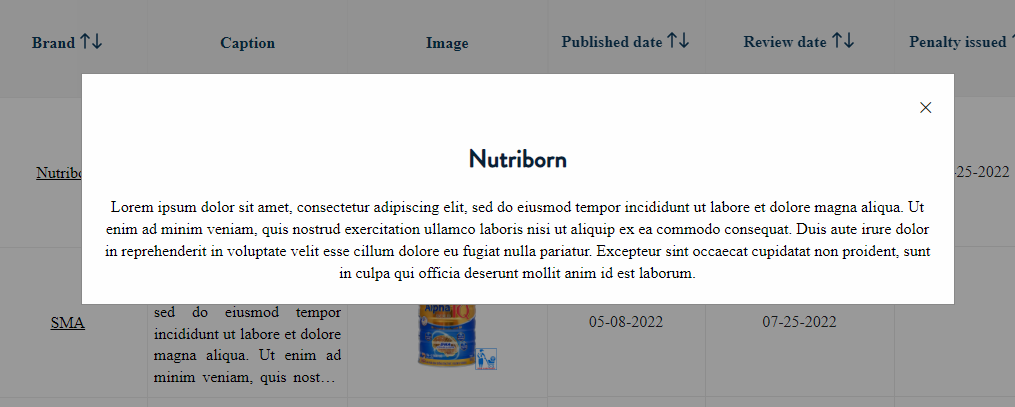 Brand Caption Image Published date Review date Penalty issued
Nutriborn
Lorem ipsum dolor sit amet, consectetur adipiscing elit, sed do eiusmod tempor incididunt ut labore et dolore magna aliqua. Ut
enim ad minim veniam, quis nostrud exercitation ullamco laboris nisi ut aliquip ex ea commodo consequat. Duis aute irure dolor
in reprehenderit in voluptate velit esse cillum dolore eu fugiat nulla pariatur. Excepteur sint occaecat cupidatat non proident, sunt
in culpa qui officia deserunt mollit anim id est laborum.
Nutribo
-25-2022
SMA
sed do eiusmod tempor
incididunt ut labore et dolore
magna aliqua. Ut enim ad
minim veniam, quis nost...
Alpha IQ
05-08-2022
07-25-2022